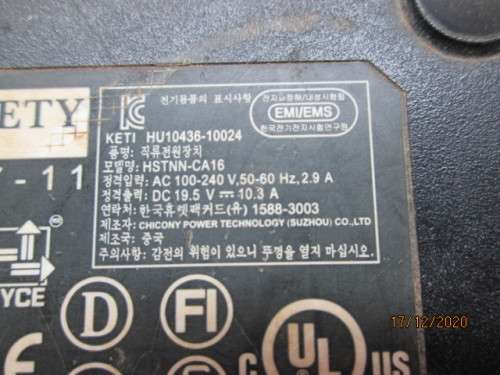 ETY
전기용품의 표시사항
KETI HU10436-10024
전자파장해/내성시험필
EMI/EMS
한국전기전자시험연구원
품명: 직류전원장치
모델명: HSTNN-CA16
정격입력: AC 100-240 V,50-60 Hz, 2.9 A
정격출력: DC 19.5 V ⎓ 10.3 A
연락처: 한국휴렛팩커드(유) 1588-3003
제조자: CHICONY POWER TECHNOLOGY (SUZHOU) CO.,LTD
제조국: 중국
주의사항: 감전의 위험이 있으니 뚜껑을 열지 마십시오.
-11
YCE
D
FI
C UL US
17/12/2020